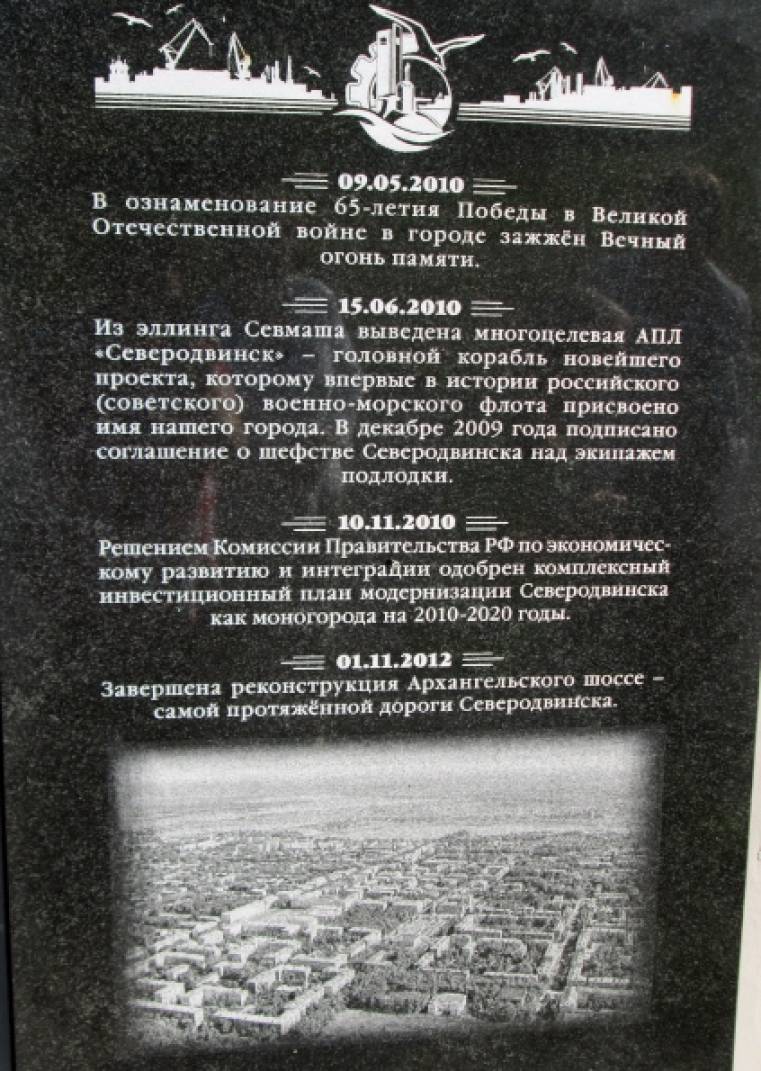 09.05.2010
В ознаменование 65-летия Победы в Великой
Отечественной войне в городе зажжён Вечный
огонь памяти.
15.06.2010
Из эллинга Севмаша выведена многоцелевая АПЛ
«Северодвинск» – головной корабль новейшего
проекта, которому впервые в истории российского
(советского) военно-морского флота присвоено
имя нашего города. В декабре 2009 года подписано
соглашение о шефстве Северодвинска над экипажем
подлодки.
10.11.2010
Решением Комиссии Правительства РФ по экономичес-
кому развитию и интеграции одобрен комплексный
инвестиционный план модернизации Северодвинска
как моногорода на 2010-2020 годы.
01.11.2012
Завершена реконструкция Архангельского шоссе –
самой протяжённой дороги Северодвинска.